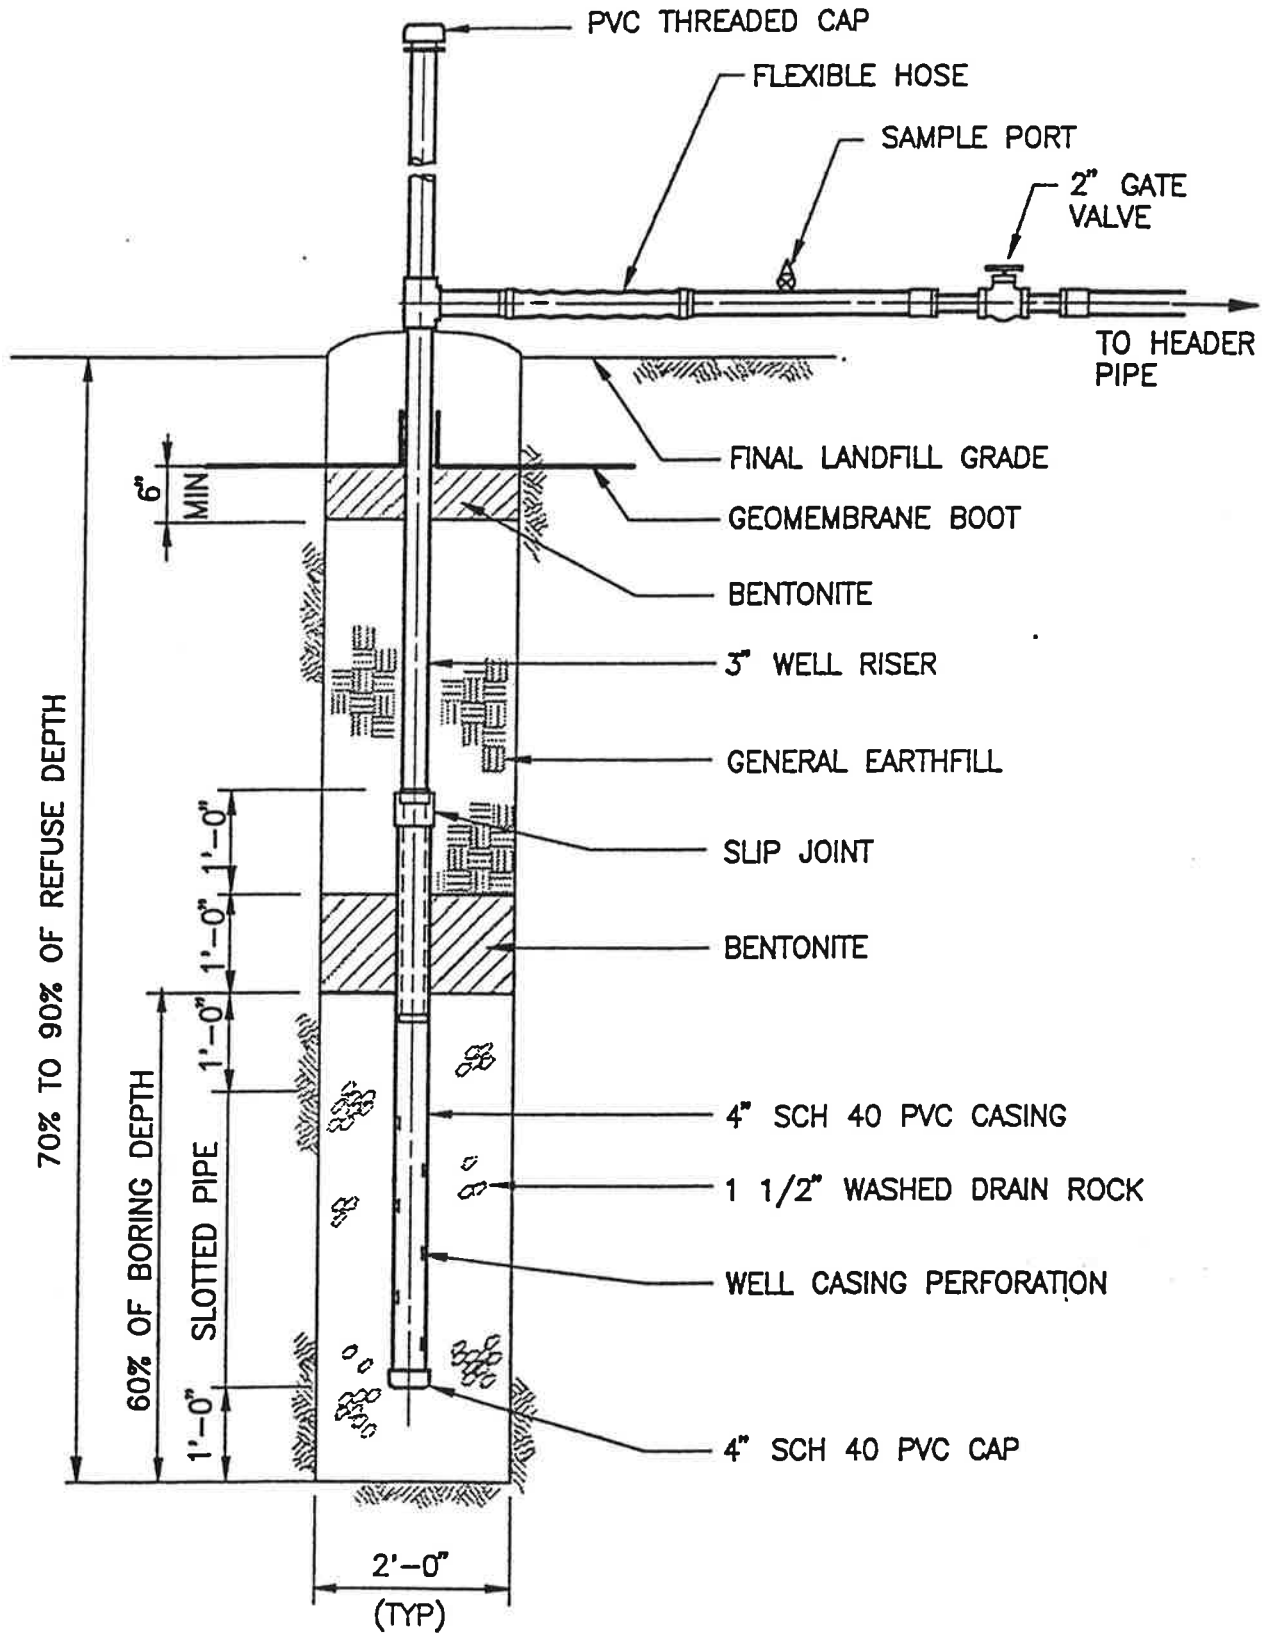 PVC THREADED CAP
FLEXIBLE HOSE
SAMPLE PORT
2" GATE
VALVE
TO HEADER
PIPE
FINAL LANDFILL GRADE
6"
MIN
GEOMEMBRANE BOOT
BENTONITE
3" WELL RISER
GENERAL EARTHFILL
1'-0"
SLIP JOINT
1'-0"
BENTONITE
1'-0"
70% TO 90% OF REFUSE DEPTH
60% OF BORING DEPTH
SLOTTED PIPE
4" SCH 40 PVC CASING
1 1/2" WASHED DRAIN ROCK
WELL CASING PERFORATION
1'-0"
4" SCH 40 PVC CAP
2'-0"
(TYP)